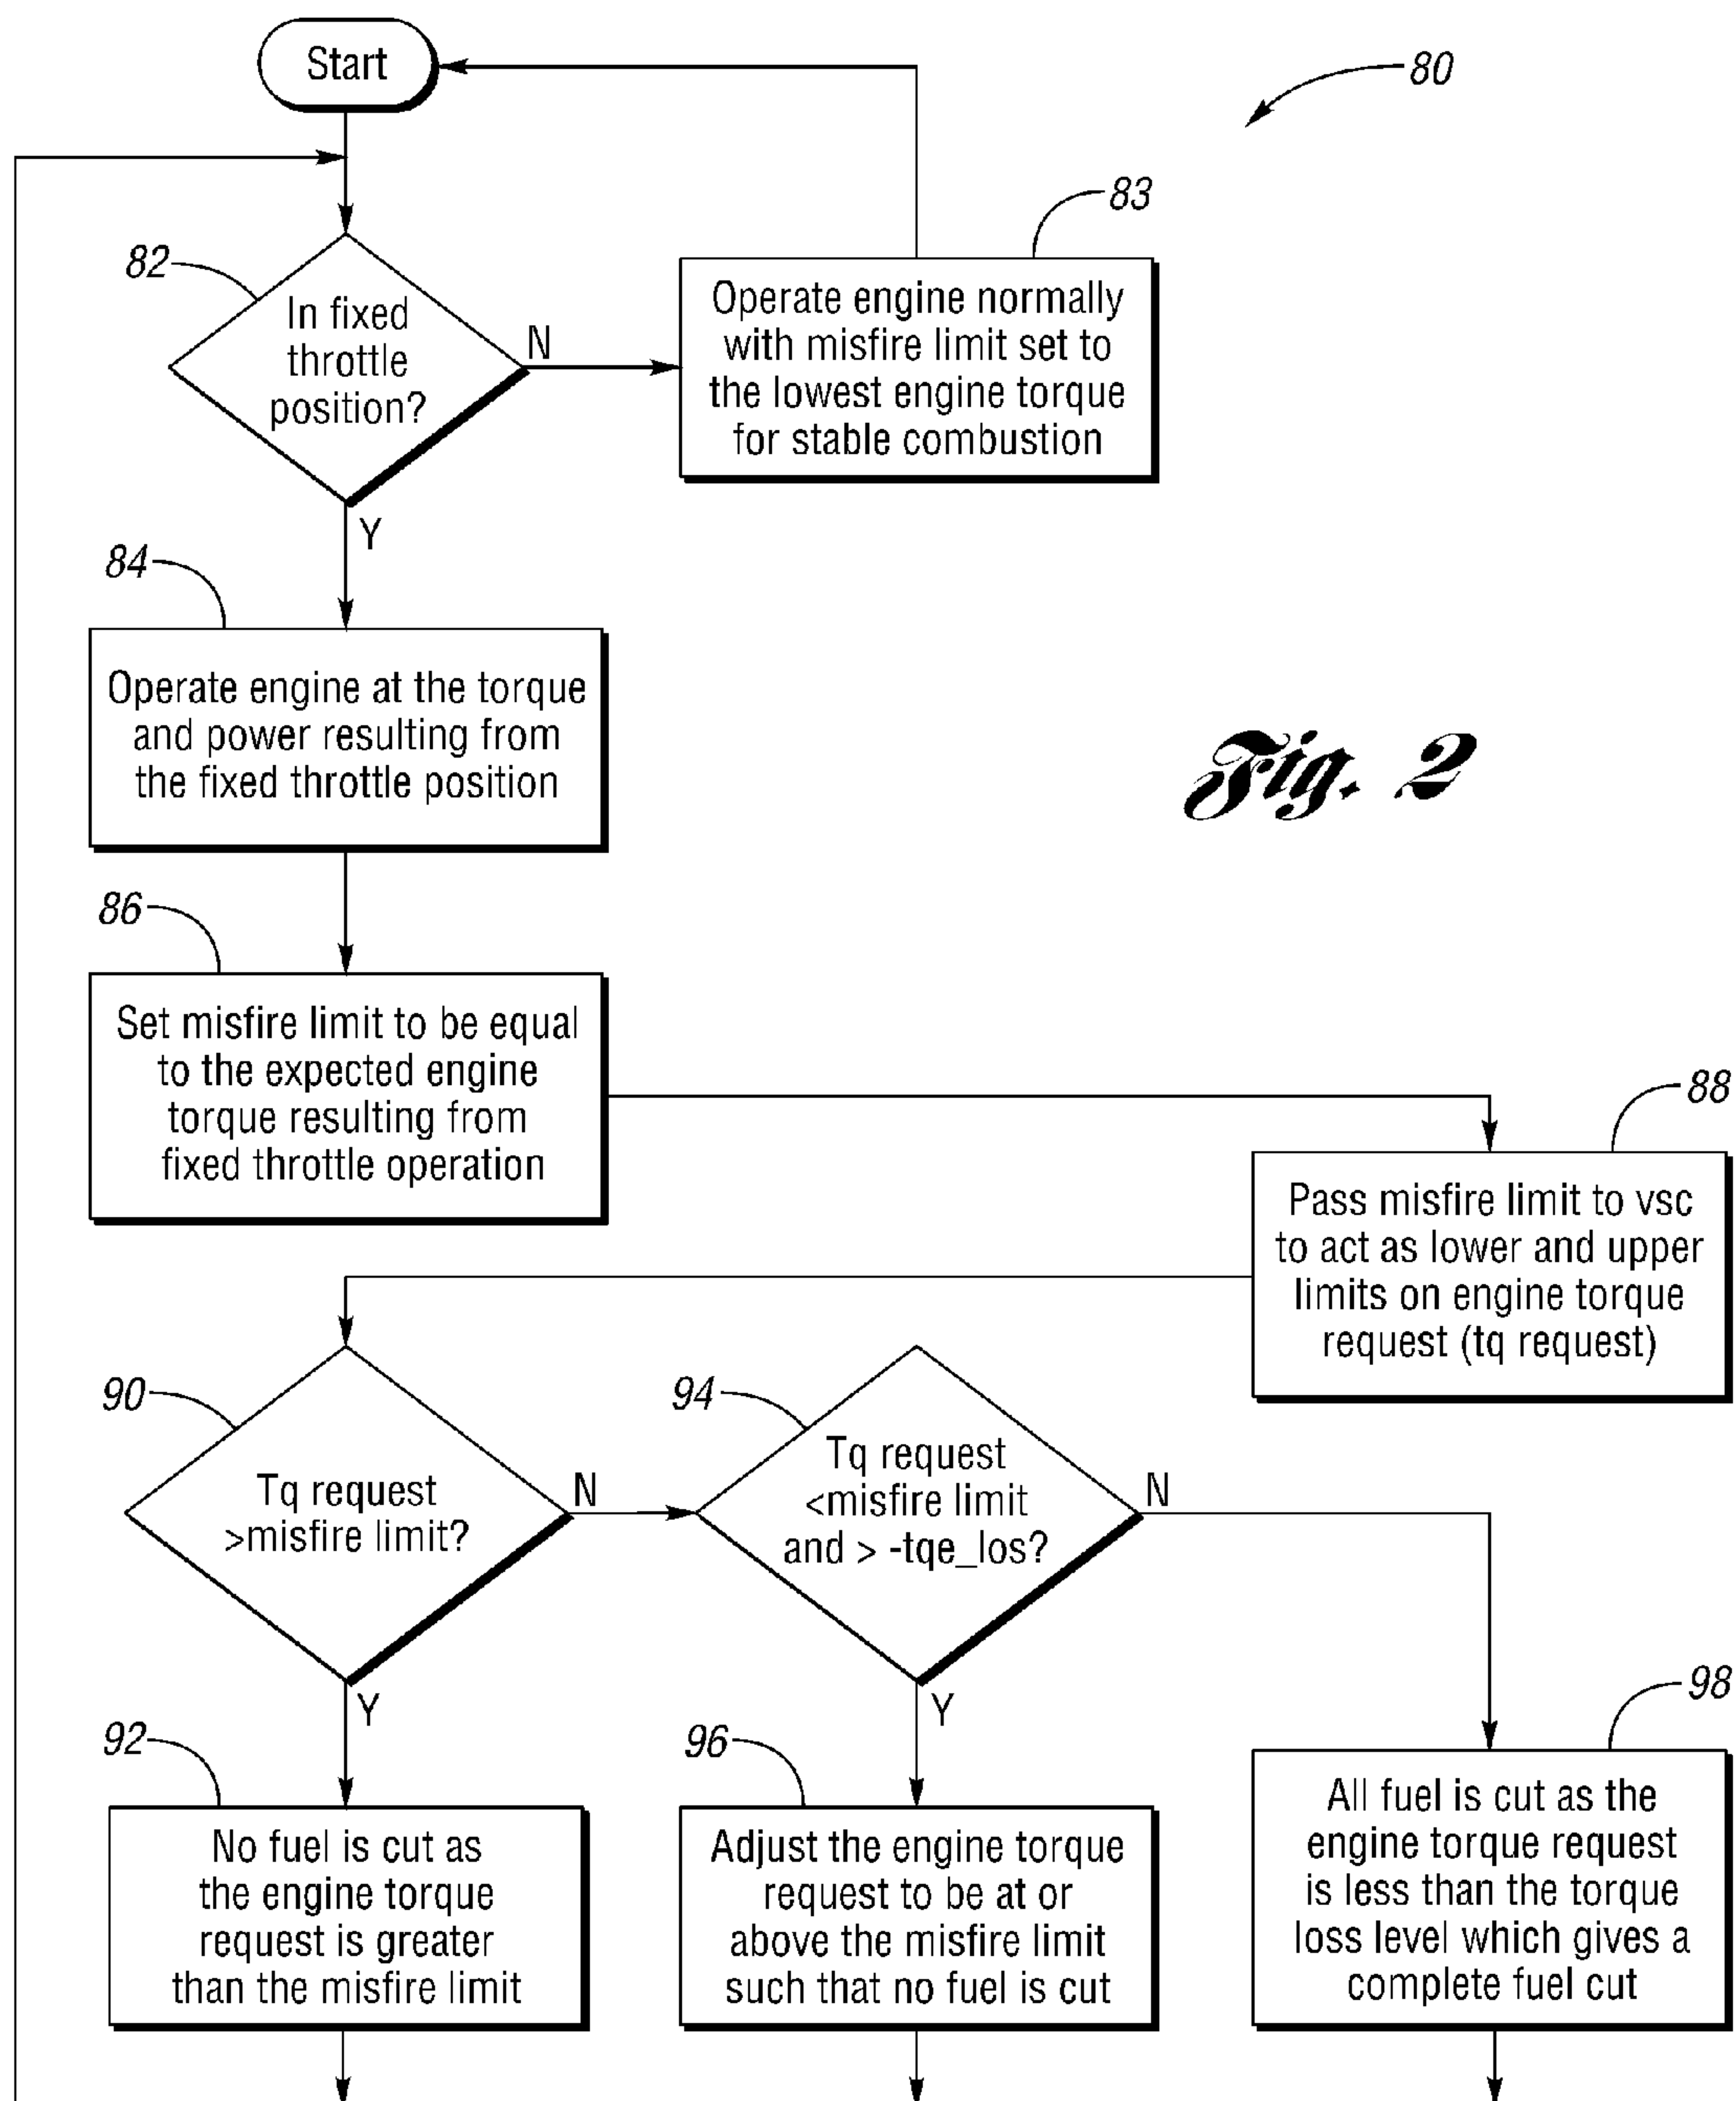 Start
80
83
82
In fixed
throttle
position?
N
Operate engine normally
with misfire limit set to
the lowest engine torque
for stable combustion
Y
84
Operate engine at the torque
and power resulting from
the fixed throttle position
Fig. 2
86
Set misfire limit to be equal
to the expected engine
torque resulting from
fixed throttle operation
88
Pass misfire limit to vsc
to act as lower and upper
limits on engine torque
request (tq request)
90
Tq request
>misfire limit?
N
94
Tq request
<misfire limit
and > -tqe_los?
N
Y
Y
92
No fuel is cut as
the engine torque
request is greater
than the misfire limit
96
Adjust the engine torque
request to be at or
above the misfire limit
such that no fuel is cut
98
All fuel is cut as the
engine torque request
is less than the torque
loss level which gives a
complete fuel cut